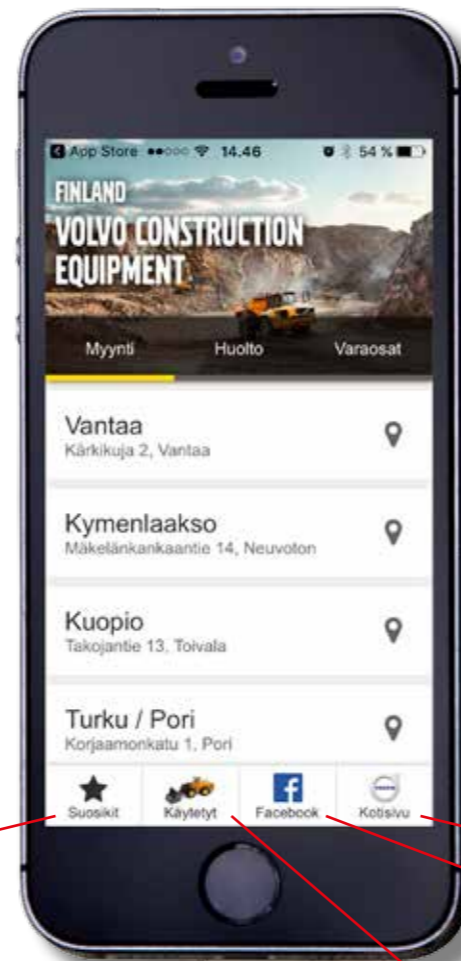 App Store 14.46 54 %
FINLAND
VOLVO CONSTRUCTION
EQUIPMENT
Myynti Huolto Varaosat
Vantaa
Kärkikuja 2, Vantaa
Kymenlaakso
Mäkelänkankaantie 14, Neuvoton
Kuopio
Takojantie 13, Toivala
Turku / Pori
Korjaamonkatu 1, Pori
Suosikit Käytetyt Facebook Kotisivu